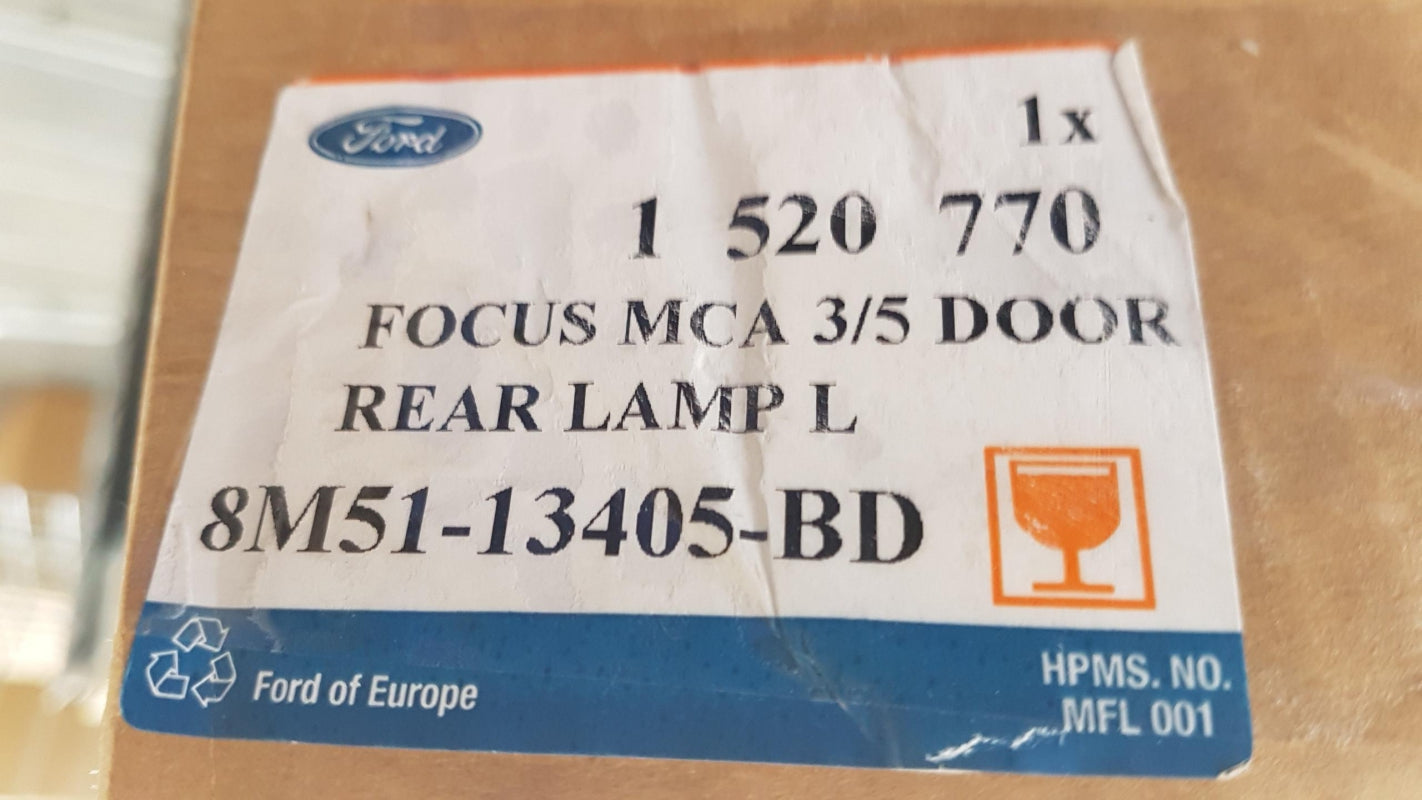 Ford
1x
1 520 770
FOCUS MCA 3/5 DOOR
REAR LAMP L
8M51-13405-BD
Ford of Europe
HPMS. NO.
MFL 001